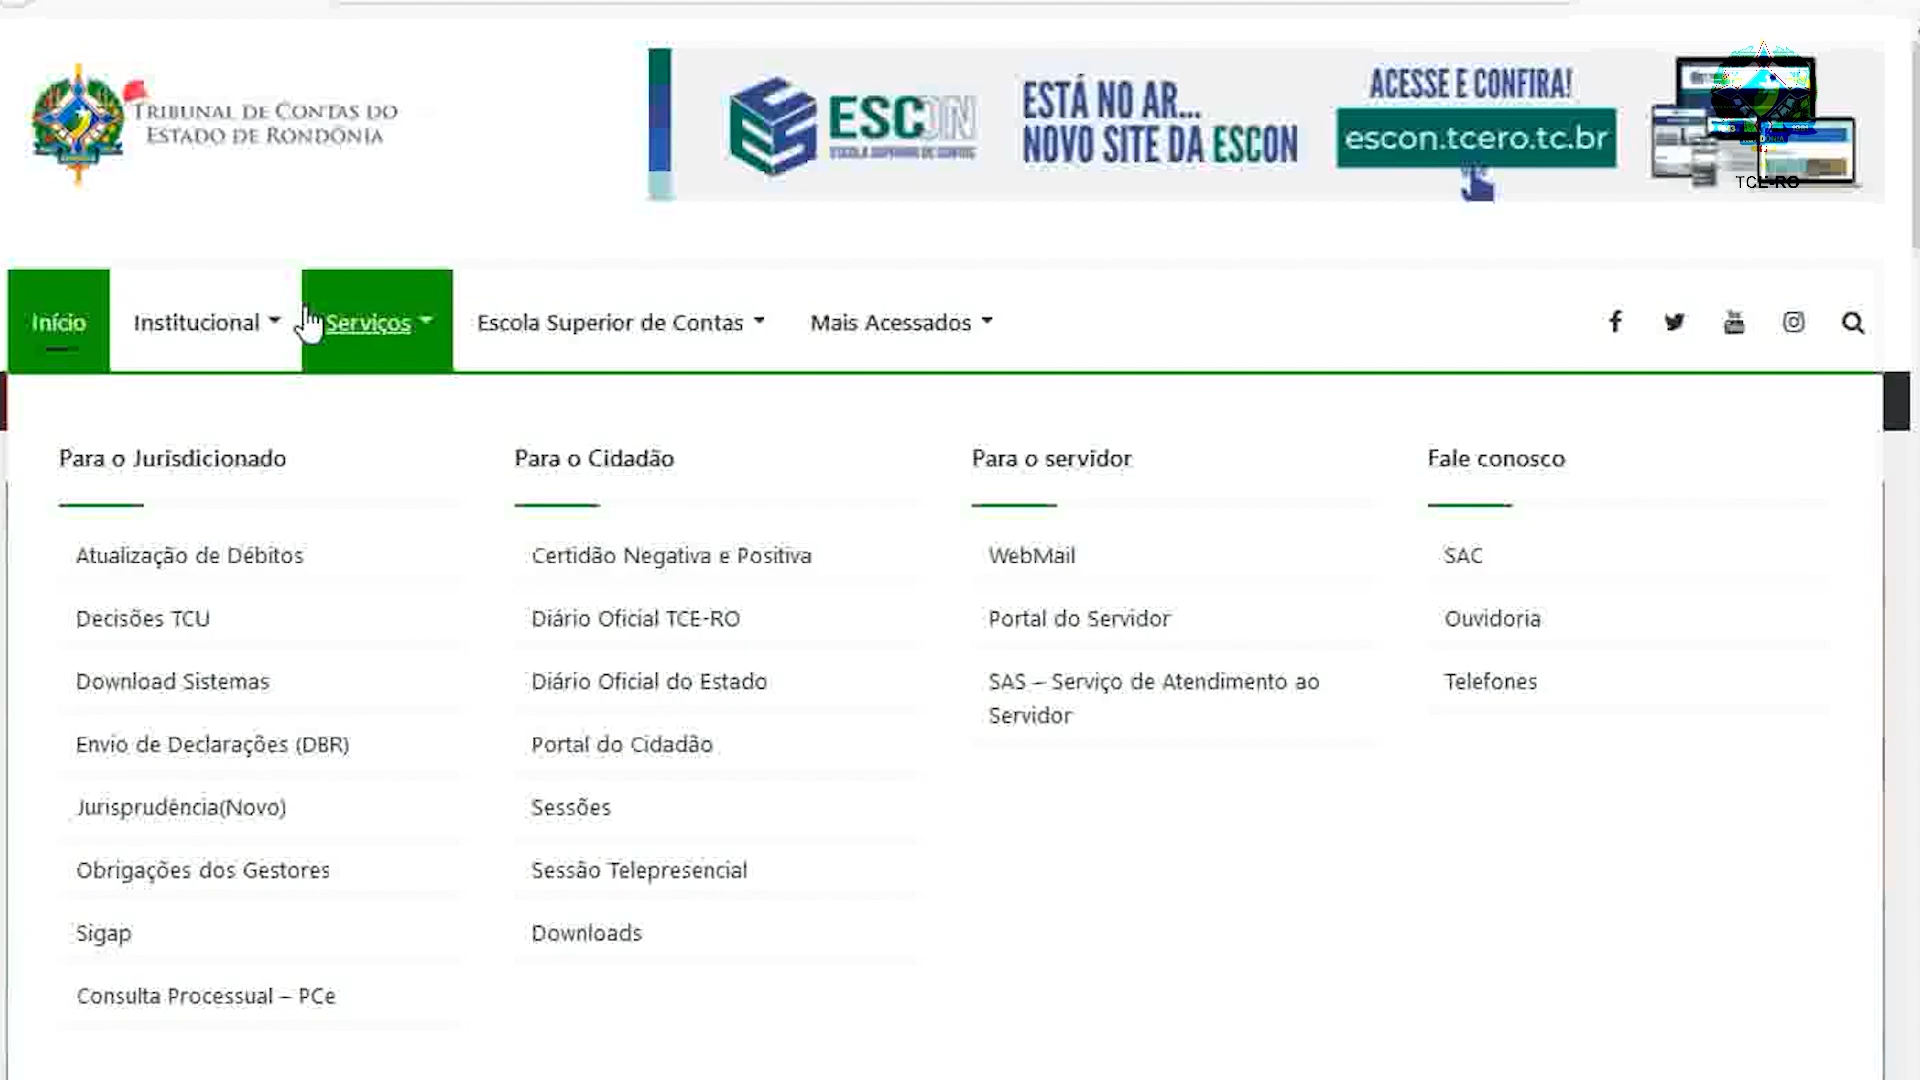 TRIBUNAL DE CONTAS DO
ESTADO DE RONDÔNIA
ESCON
ESCOLA SUPERIOR DE CONTAS
ESTÁ NO AR...
NOVO SITE DA ESCON
ACESSE E CONFIRA!
escon.tcero.tc.br
TCE-RO
Início
Institucional
Serviços
Escola Superior de Contas
Mais Acessados
Para o Jurisdicionado
Atualização de Débitos
Decisões TCU
Download Sistemas
Envio de Declarações (DBR)
Jurisprudência(Novo)
Obrigações dos Gestores
Sigap
Consulta Processual – PCe
Para o Cidadão
Certidão Negativa e Positiva
Diário Oficial TCE-RO
Diário Oficial do Estado
Portal do Cidadão
Sessões
Sessão Telepresencial
Downloads
Para o servidor
WebMail
Portal do Servidor
SAS – Serviço de Atendimento ao
Servidor
Fale conosco
SAC
Ouvidoria
Telefones